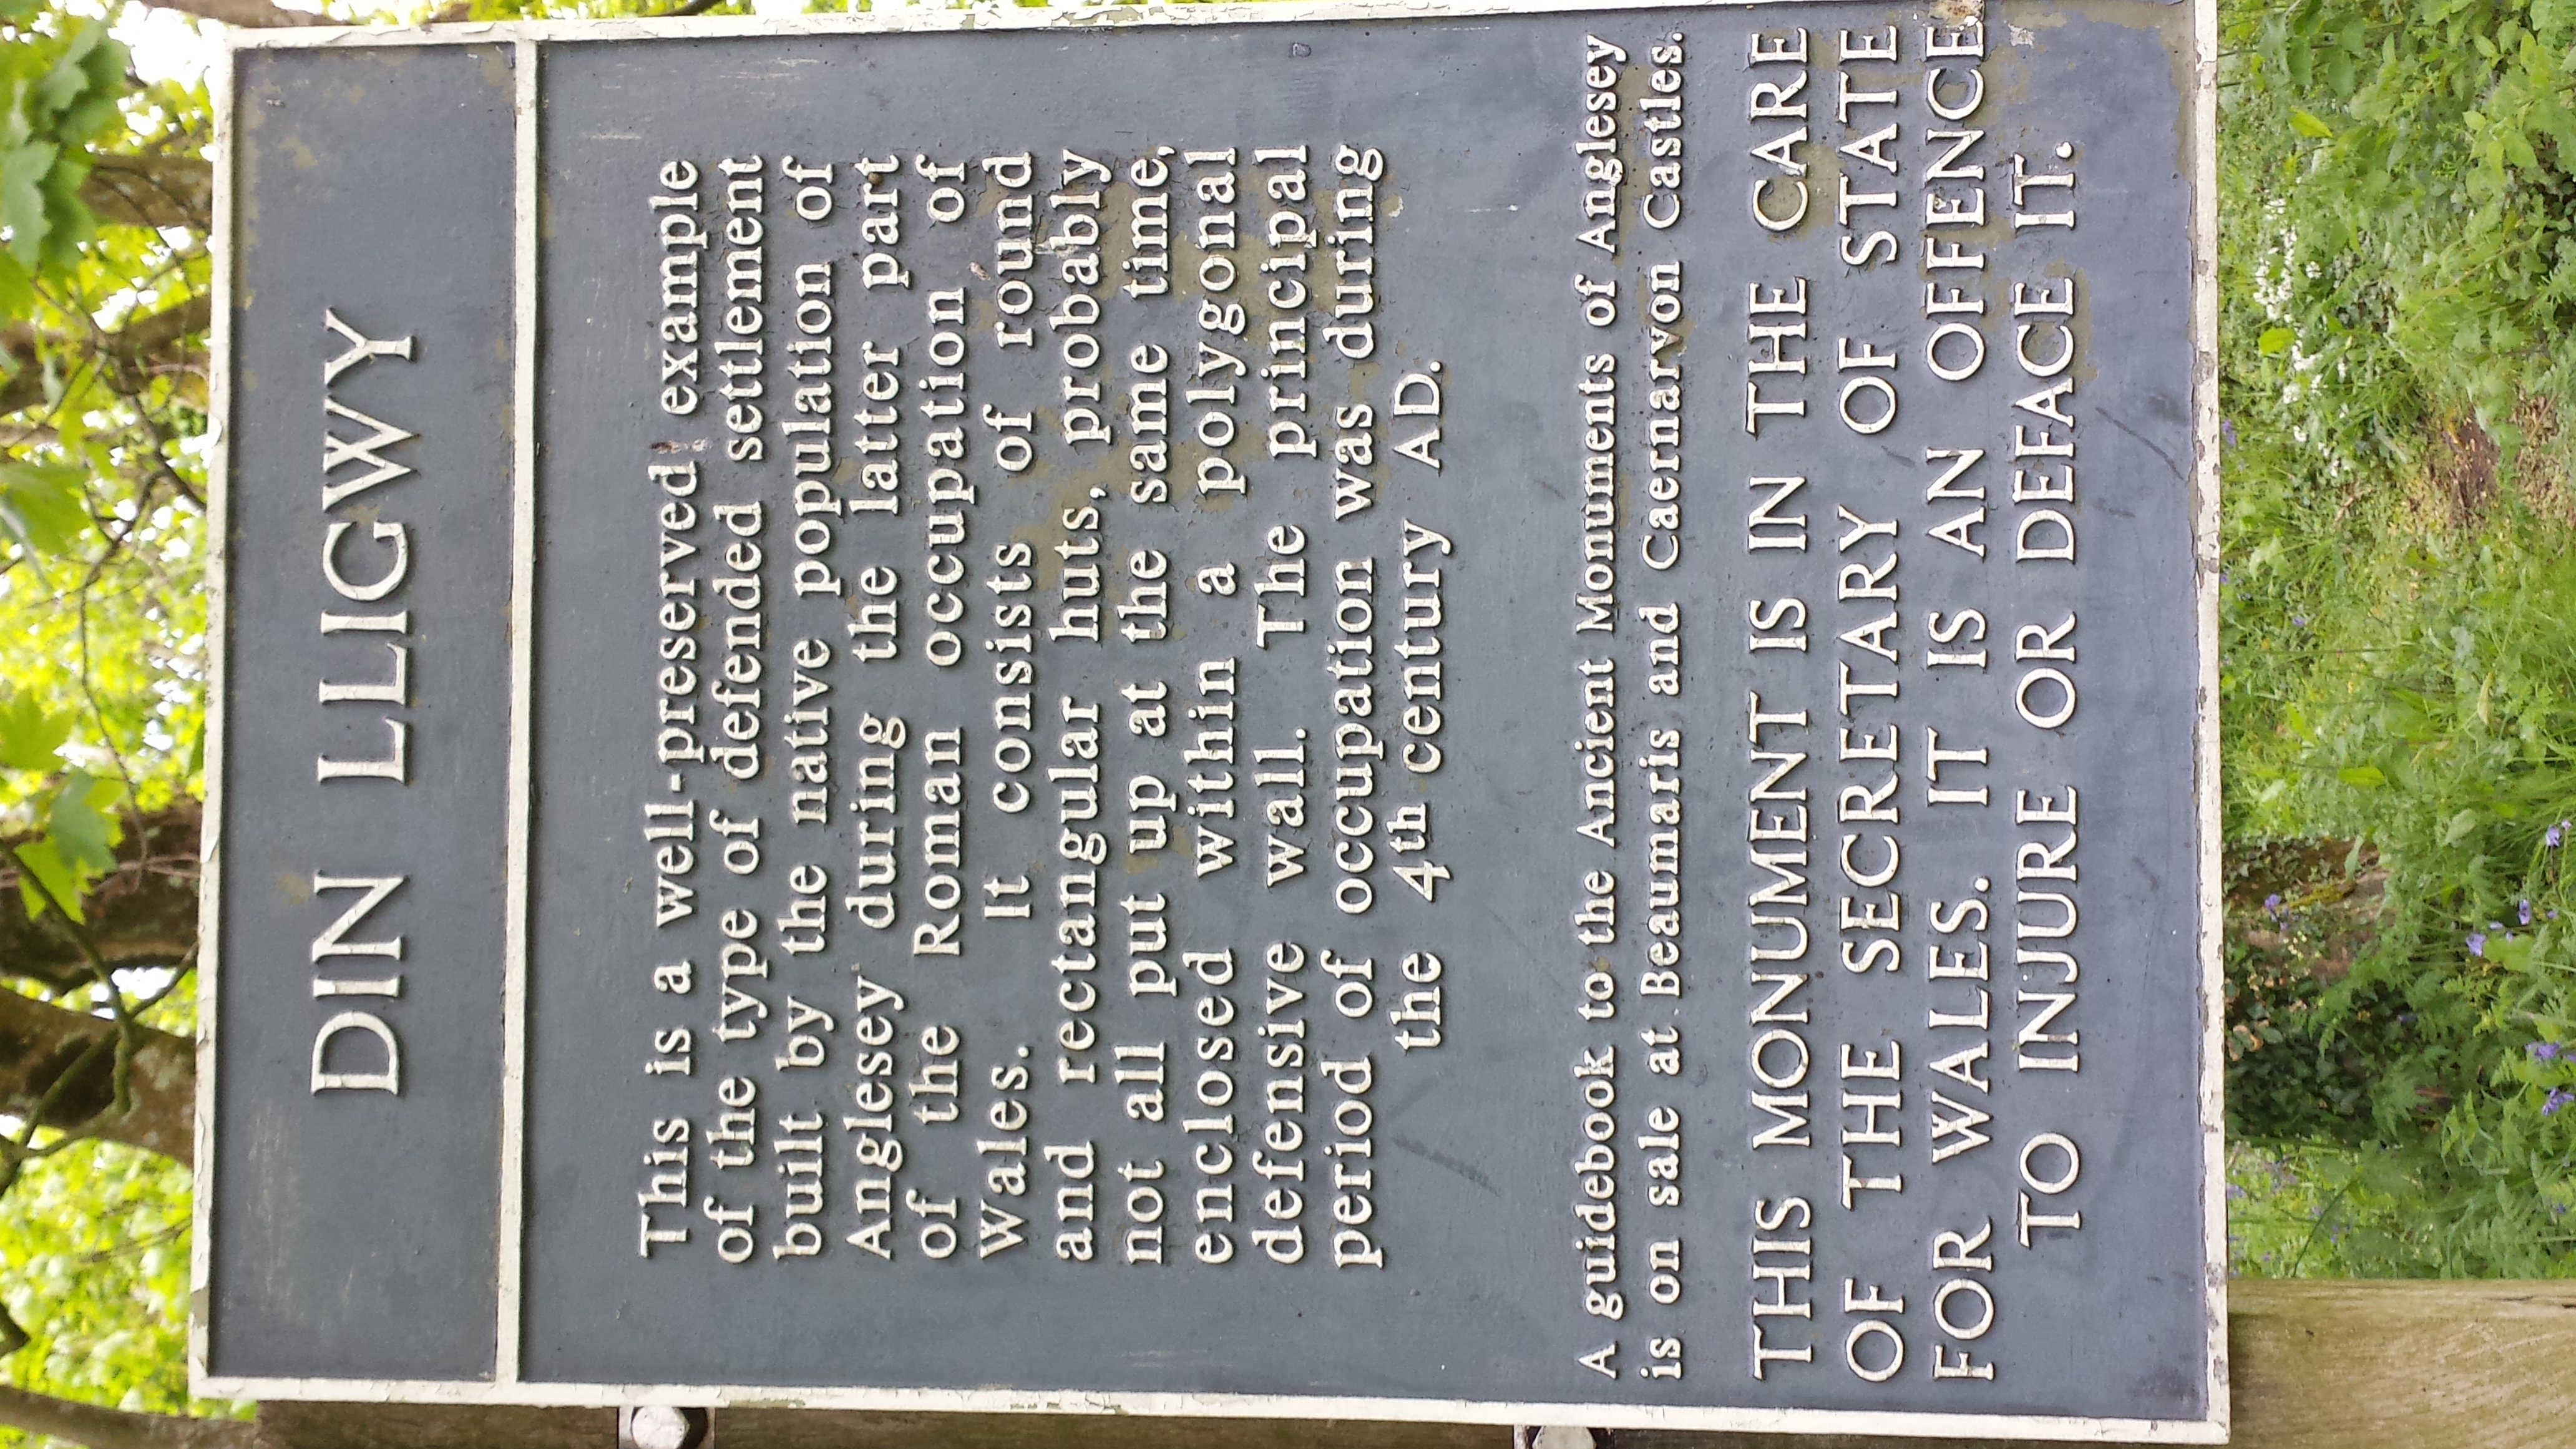 DIN LLIGWY
This is a well-preserved example
of the type of defended settlement
built by the native population of
Anglesey during the latter part
of the Roman occupation of
Wales. It consists of round
and rectangular huts, probably
not all put up at the same time,
enclosed within a polygonal
defensive wall. The principal
period of occupation was during
the 4th century AD.
A guidebook to the Ancient Monuments of Anglesey
is on sale at Beaumaris and Caernarvon Castles.
THIS MONUMENT IS IN THE CARE
OF THE SECRETARY OF STATE
FOR WALES. IT IS AN OFFENCE
TO INJURE OR DEFACE IT.